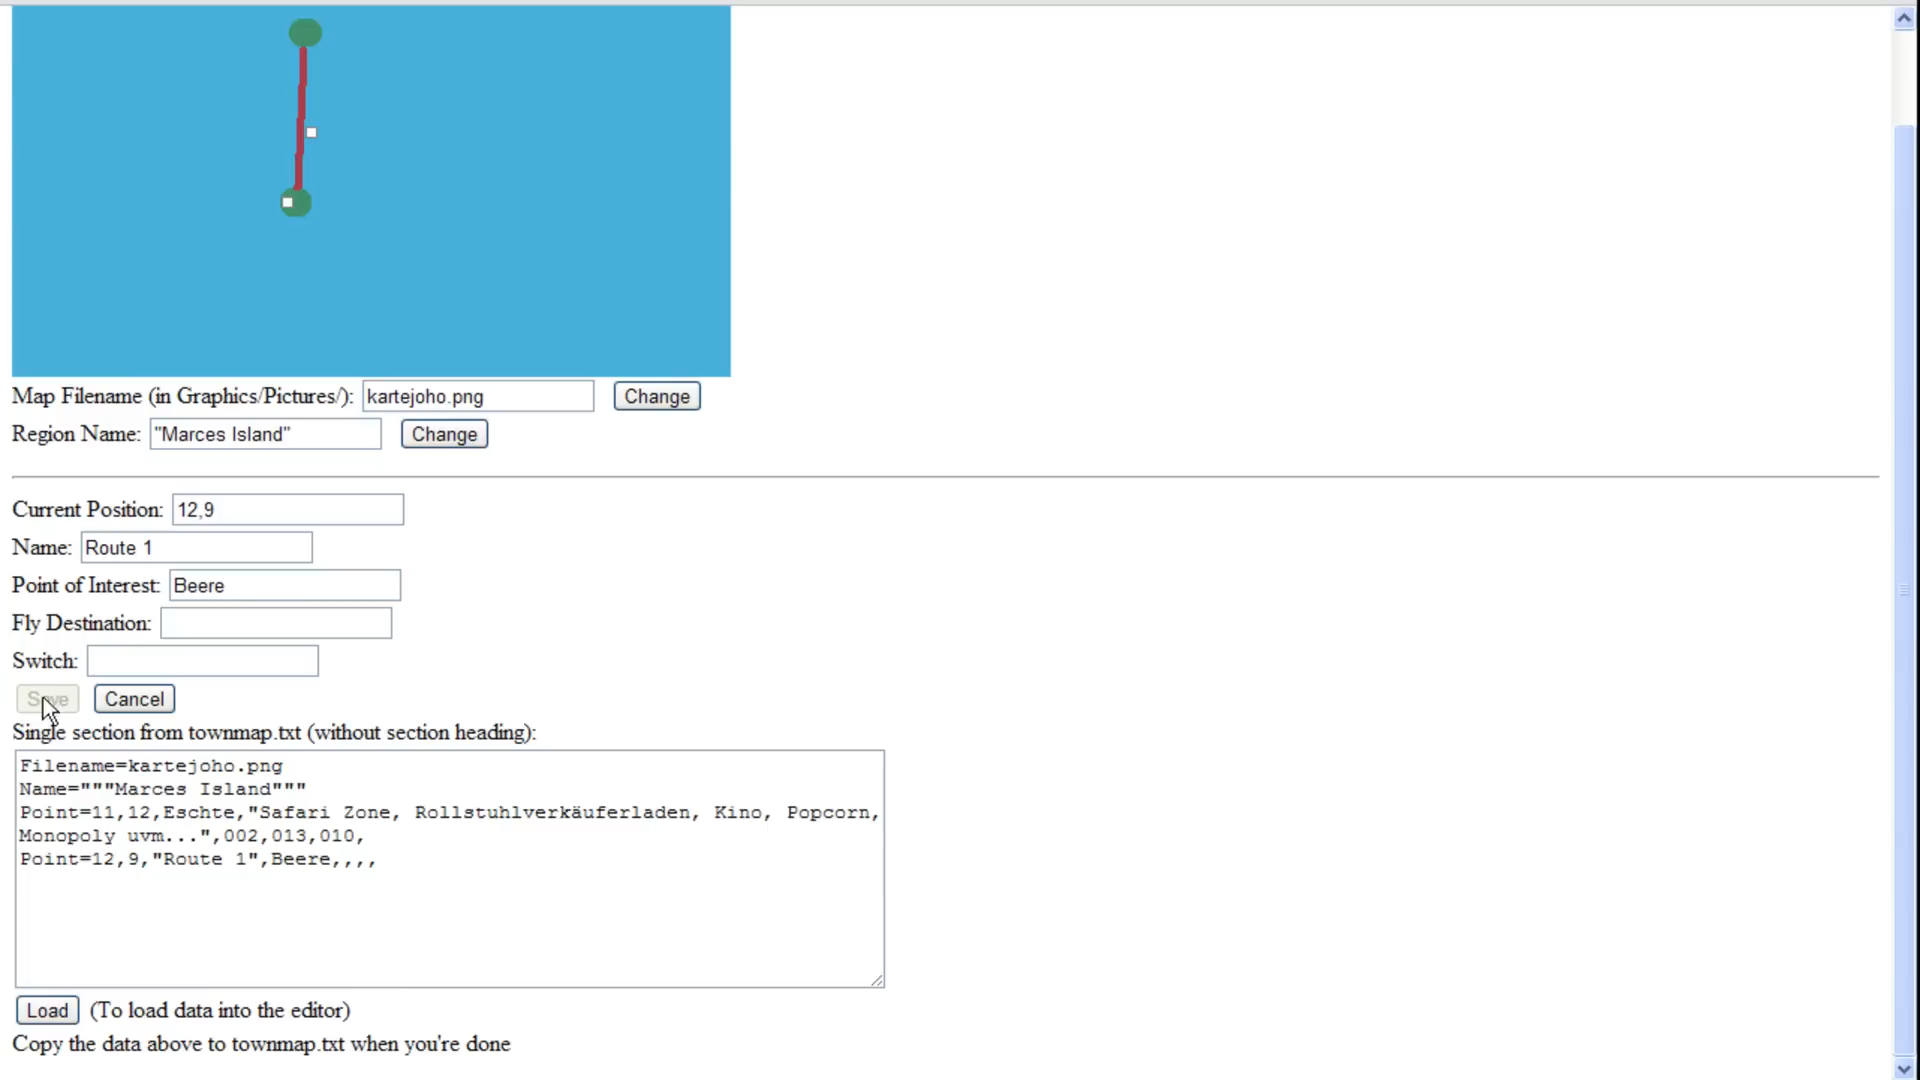 Map Filename (in Graphics/Pictures/): kartejoho.png Change
Region Name: "Marces Island" Change
Current Position: 12,9
Name: Route 1
Point of Interest: Beere
Fly Destination:
Switch:
Save Cancel
Single section from townmap.txt (without section heading):
Filename=kartejoho.png
Name="""Marces Island"""
Point=11,12,Eschte,"Safari Zone, Rollstuhlverkäuferladen, Kino, Popcorn,
Monopoly uvm...",002,013,010,
Point=12,9,"Route 1",Beere,,,,
Load (To load data into the editor)
Copy the data above to townmap.txt when you're done